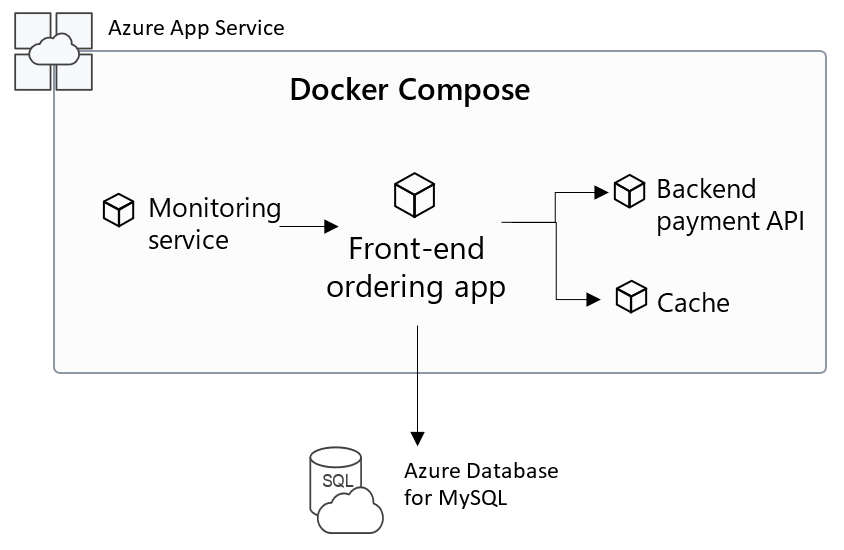 Azure App Service
Docker Compose
Monitoring
service
Front-end
ordering app
Backend
payment API
Cache
SQL
Azure Database
for MySQL